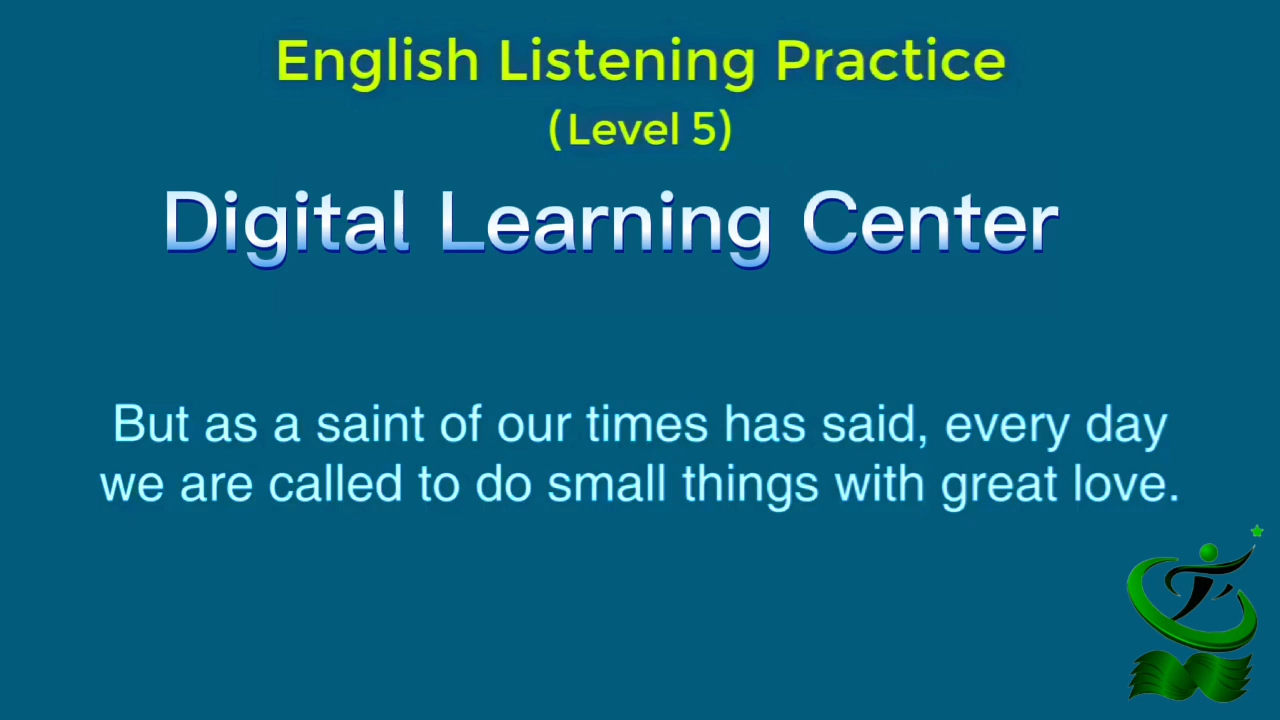 English Listening Practice
(Level 5)
Digital Learning Center
But as a saint of our times has said, every day
we are called to do small things with great love.